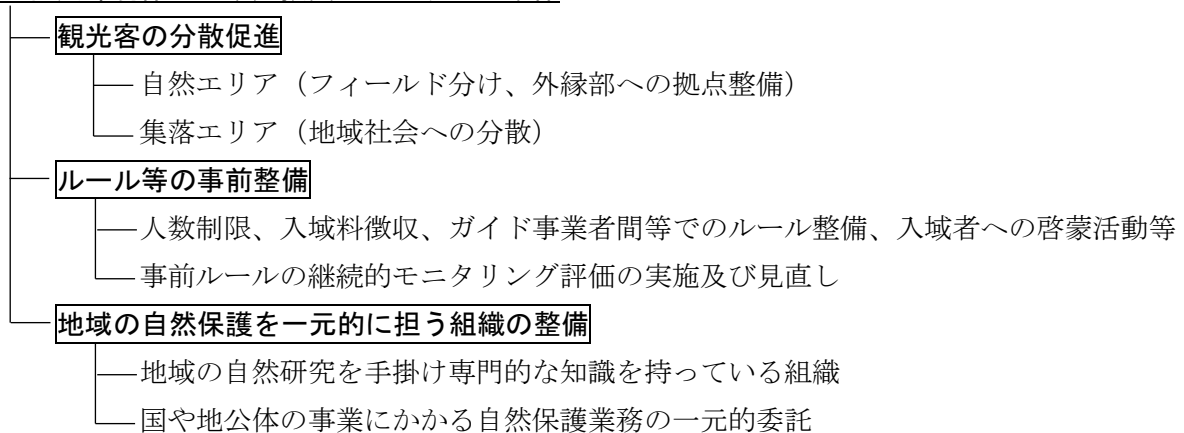 観光客の分散促進
自然エリア（フィールド分け、外縁部への拠点整備）
集落エリア（地域社会への分散）
ルール等の事前整備
人数制限、入域料徴収、ガイド事業者間等でのルール整備、入域者への啓蒙活動等
事前ルールの継続的モニタリング評価の実施及び見直し
地域の自然保護を一元的に担う組織の整備
地域の自然研究を手掛け専門的な知識を持っている組織
国や地公体の事業にかかる自然保護業務の一元的委託